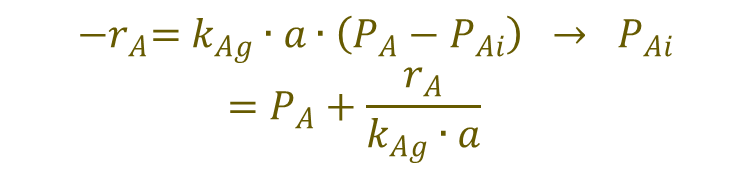 −r_A= k_Ag · a · (P_A − P_Ai) → P_Ai
= P_A + r_A / (k_Ag · a)